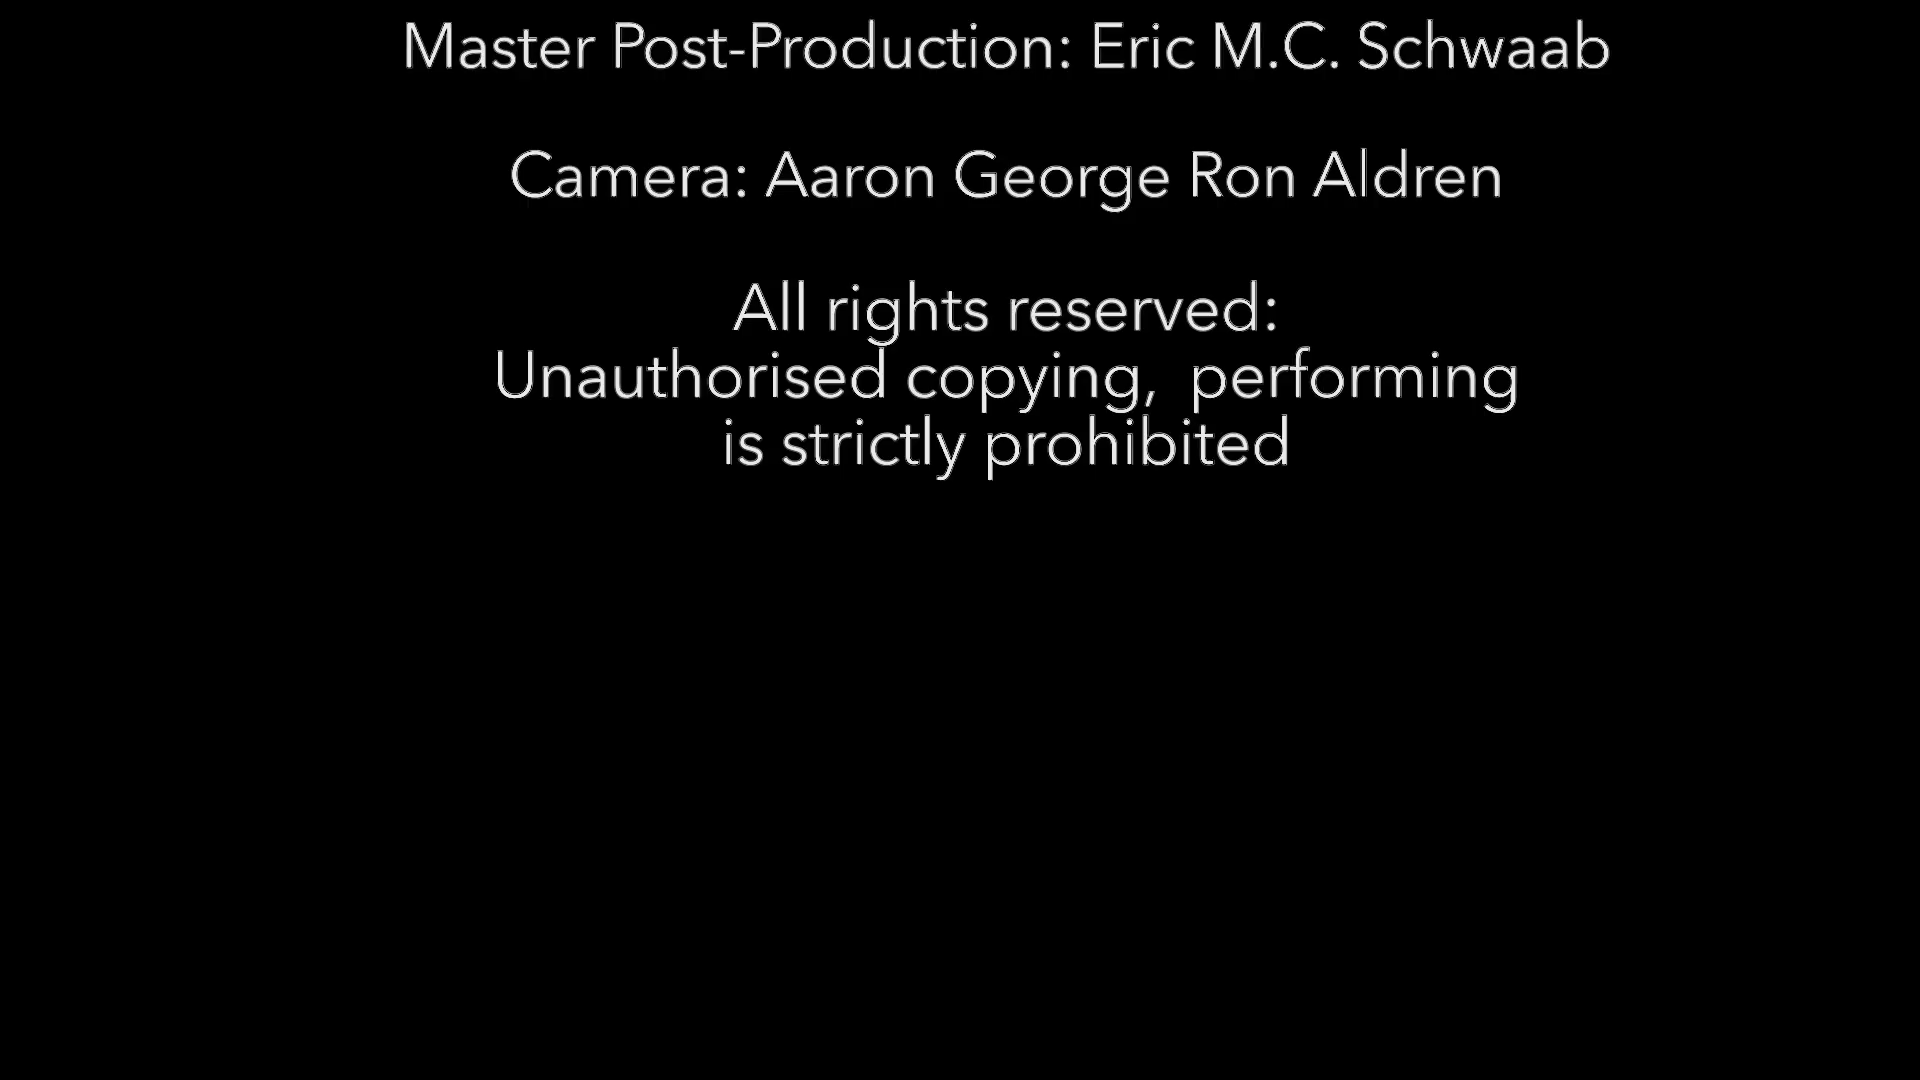 Master Post-Production: Eric M.C. Schwaab
Camera: Aaron George Ron Aldren
All rights reserved:
Unauthorised copying,  performing
is strictly prohibited